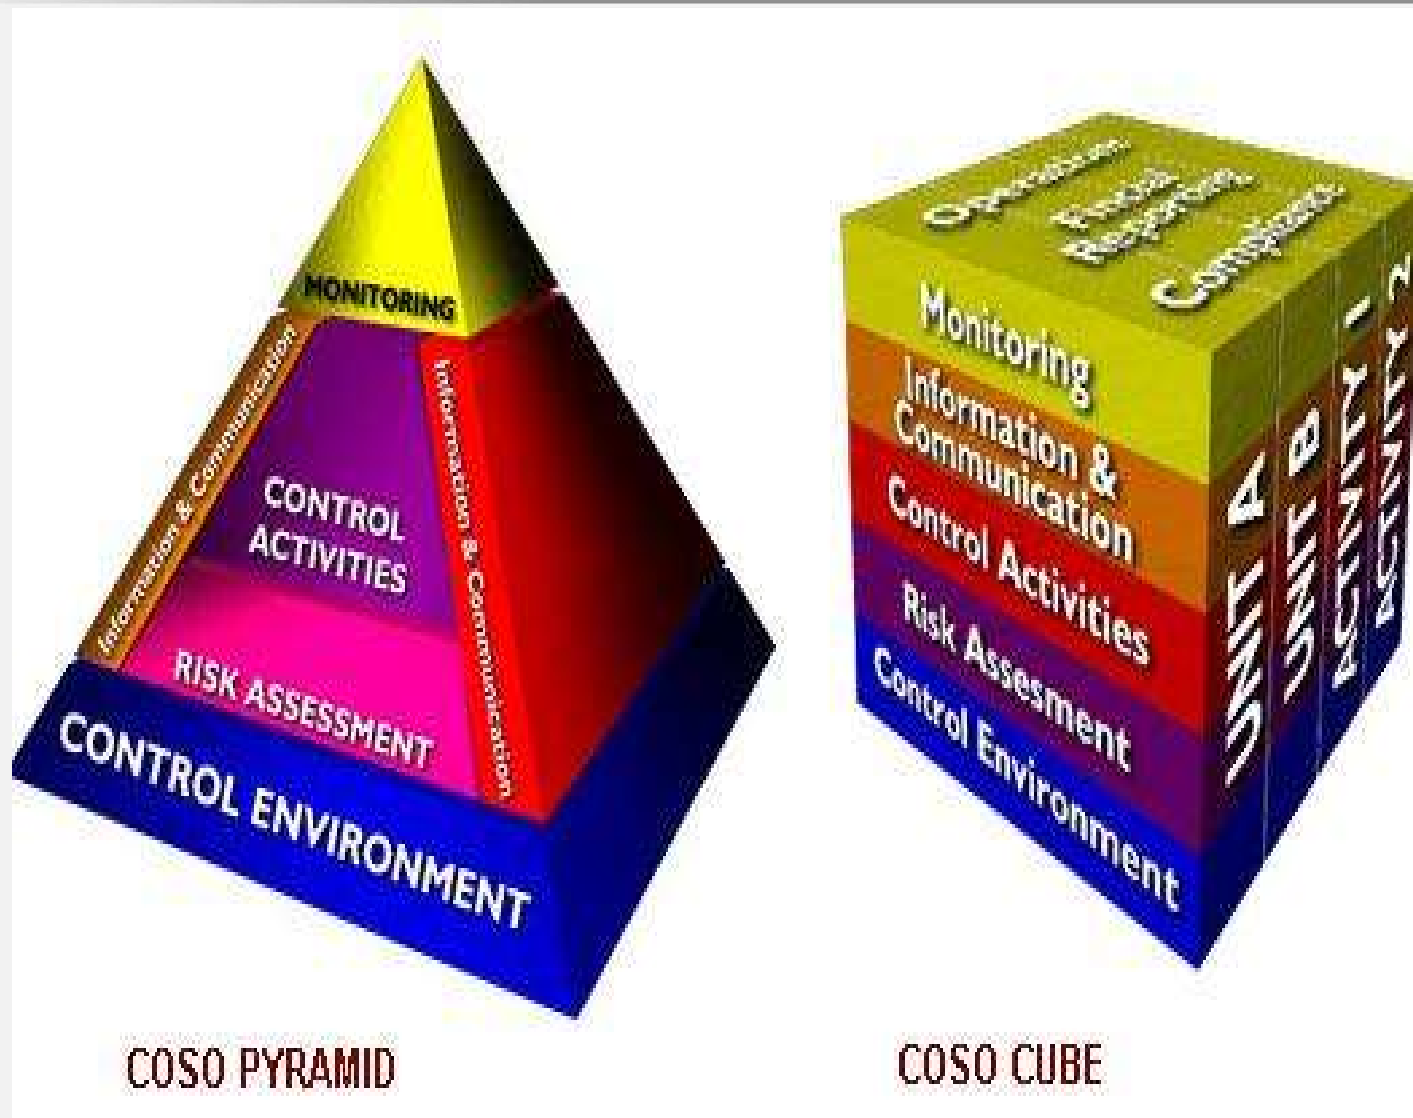 MONITORING
Information & Communication
CONTROL
ACTIVITIES
Information & Communication
RISK ASSESSMENT
CONTROL ENVIRONMENT
COSO PYRAMID
Operations
Reporting
Compliance
Monitoring
Information &
Communication
Control Activities
Risk Assesment
Control Environment
UNIT A
UNIT B
ACTIVITY 1
ACTIVITY 2
COSO CUBE